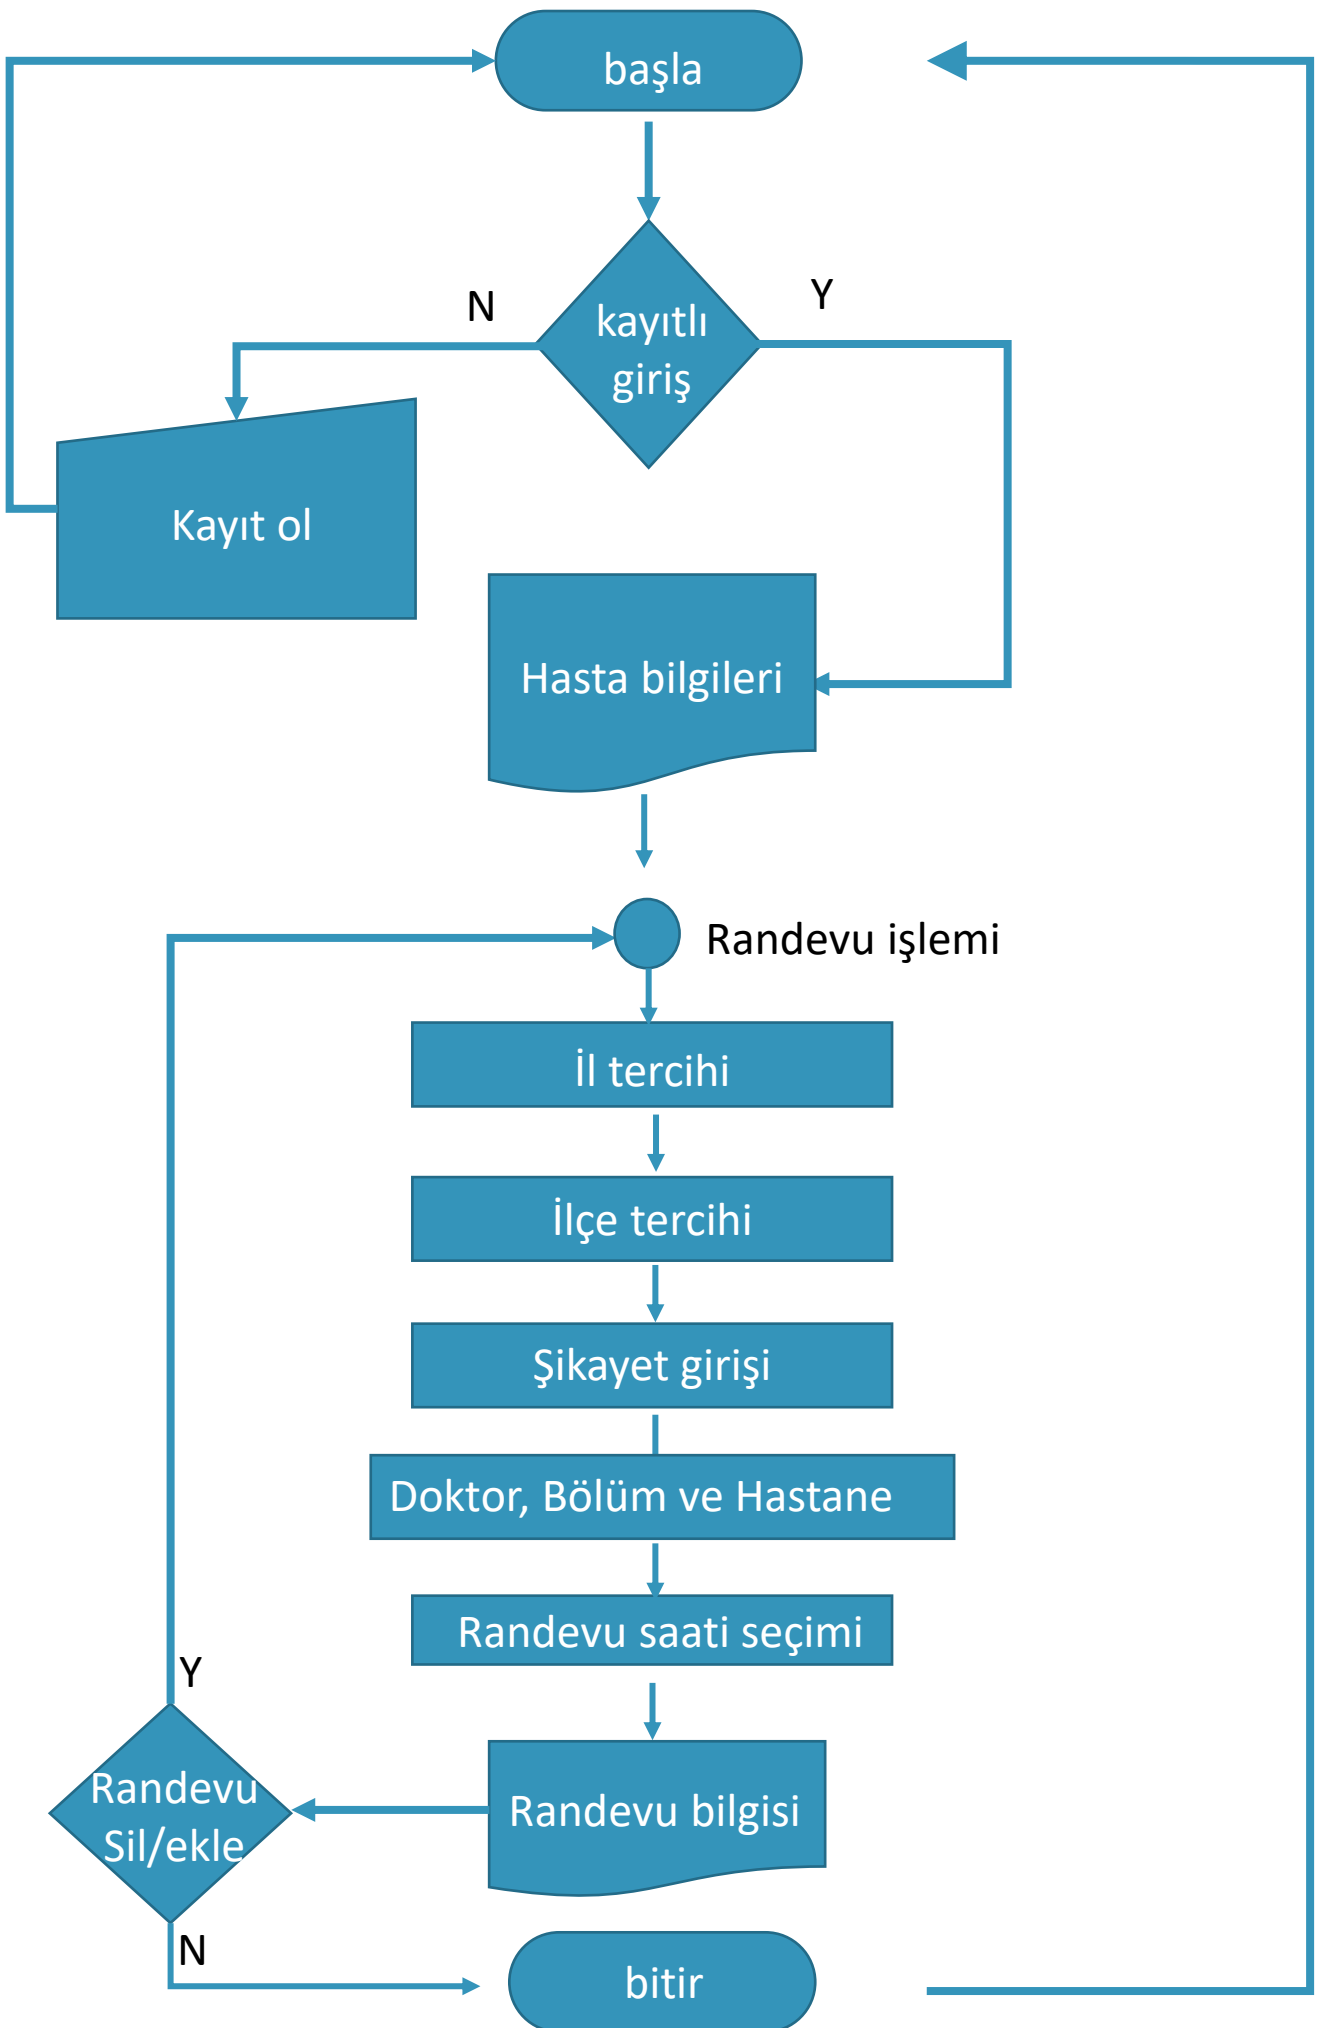 başla
N
Y
kayıtlı
giriş
Kayıt ol
Hasta bilgileri
Randevu işlemi
İl tercihi
İlçe tercihi
Şikayet girişi
Doktor, Bölüm ve Hastane
Randevu saati seçimi
Y
Randevu
Sil/ekle
Randevu bilgisi
N
bitir